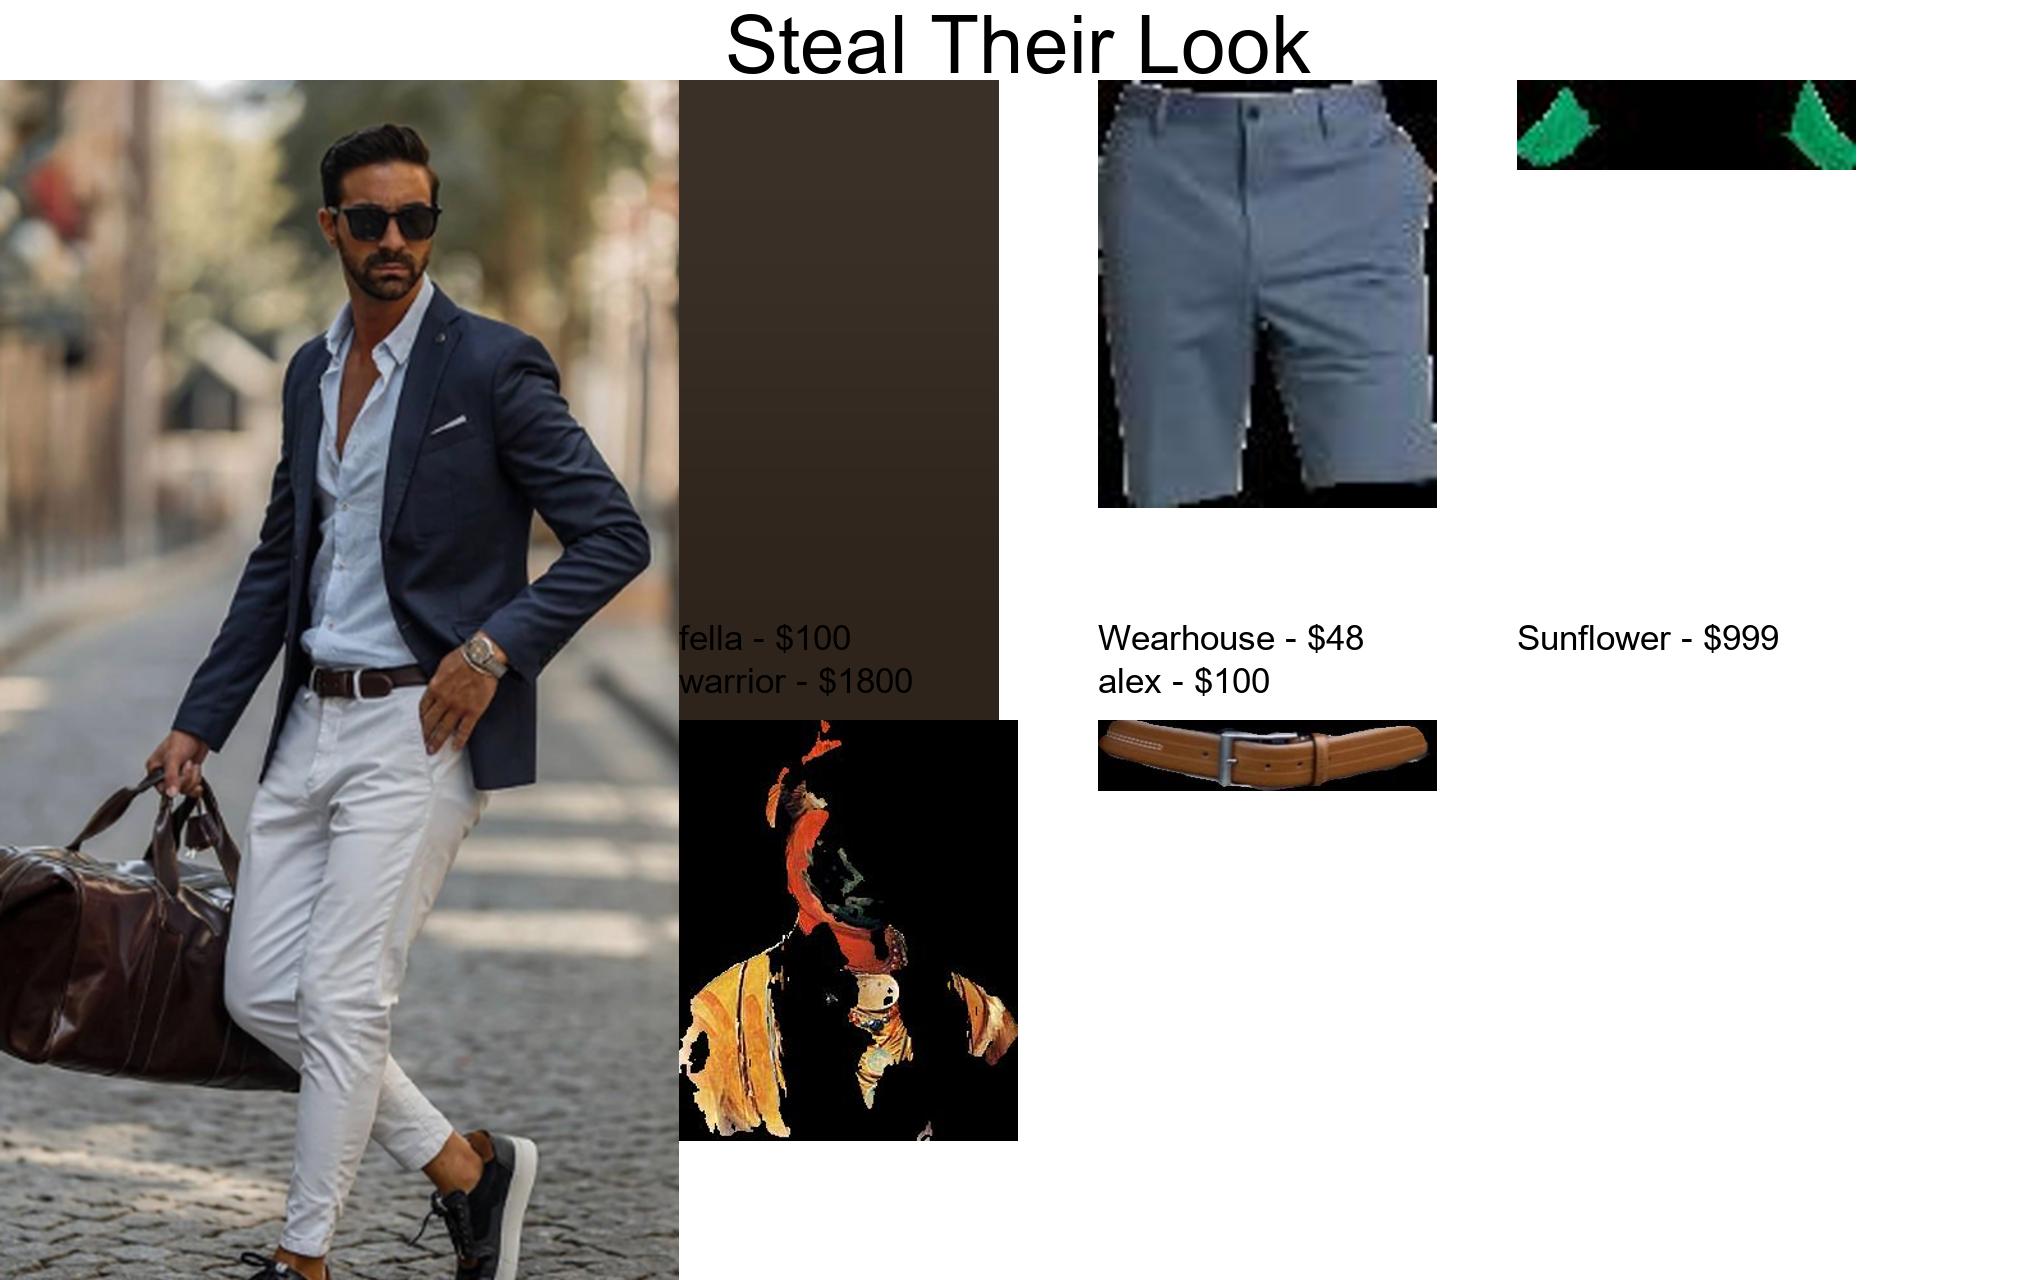 Steal Their Look
fella - $100
warrior - $1800
Wearhouse - $48
alex - $100
Sunflower - $999